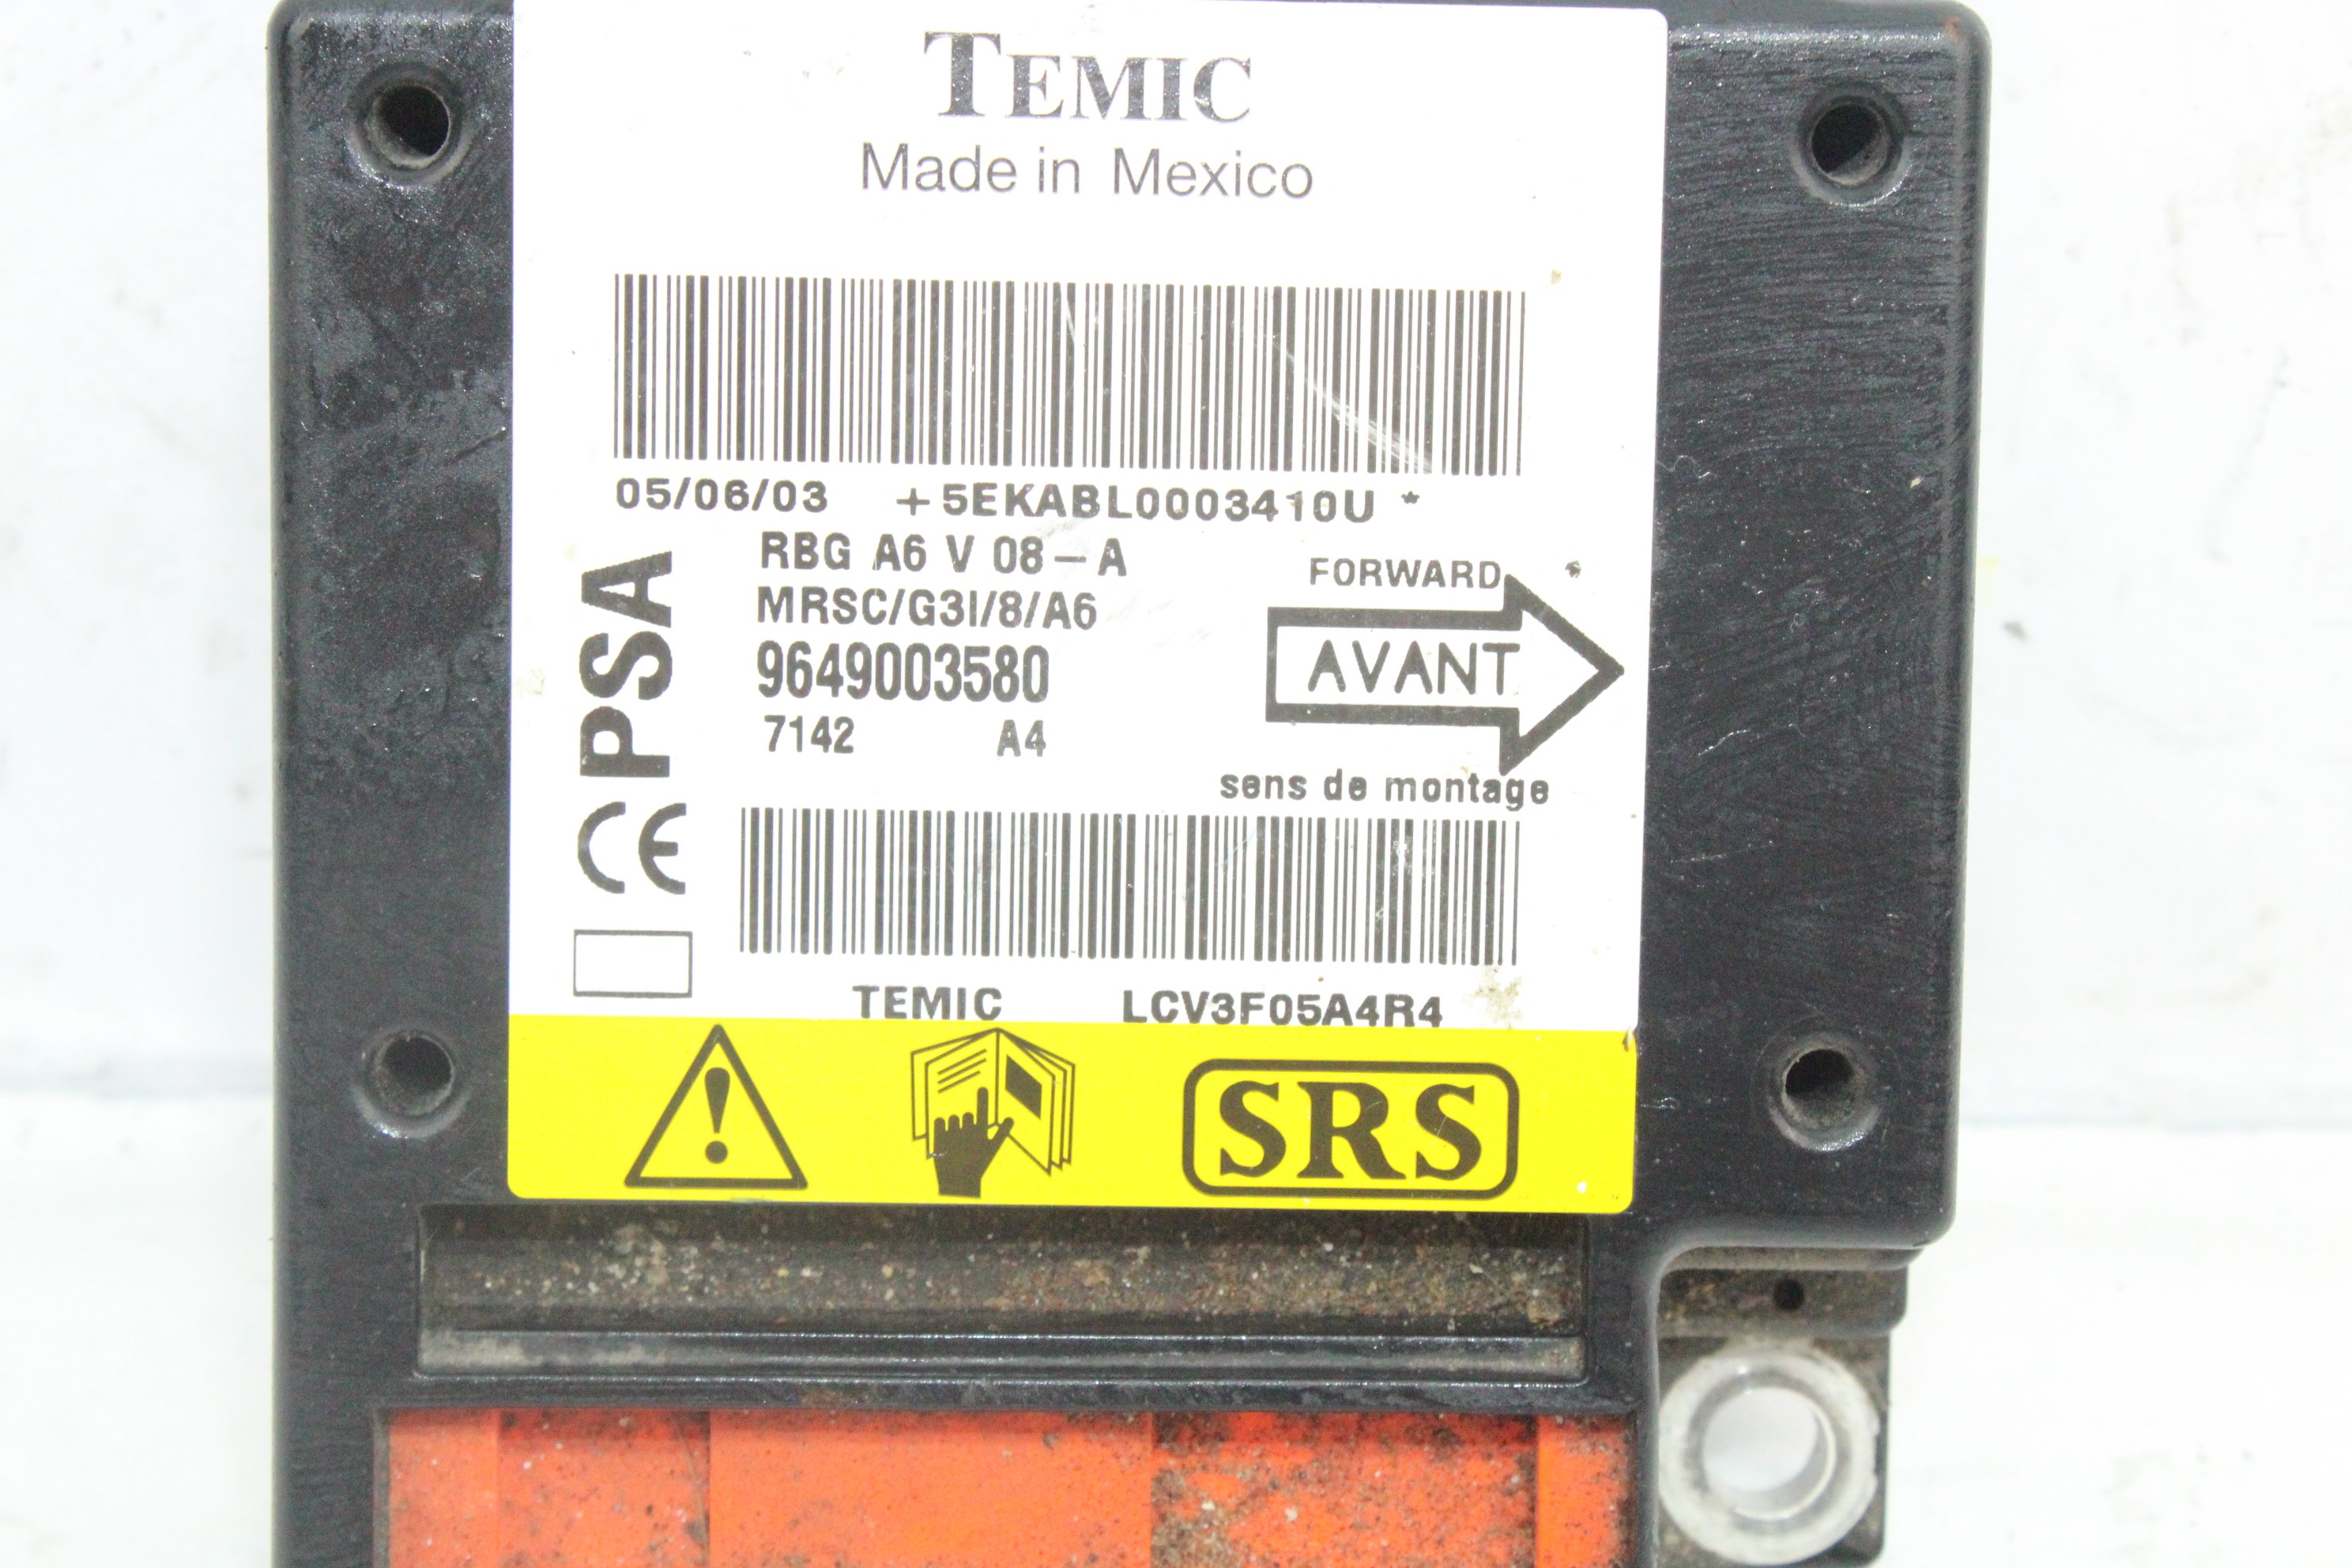 TEMIC
Made in Mexico
05/06/03 +5EKABL0003410U *
RBG A6 V 08-A
MRSC/G3I/8/A6
9649003580
7142 A4
PSA
CE
FORWARD
AVANT
sens de montage
TEMIC LCV3F05A4R4
SRS